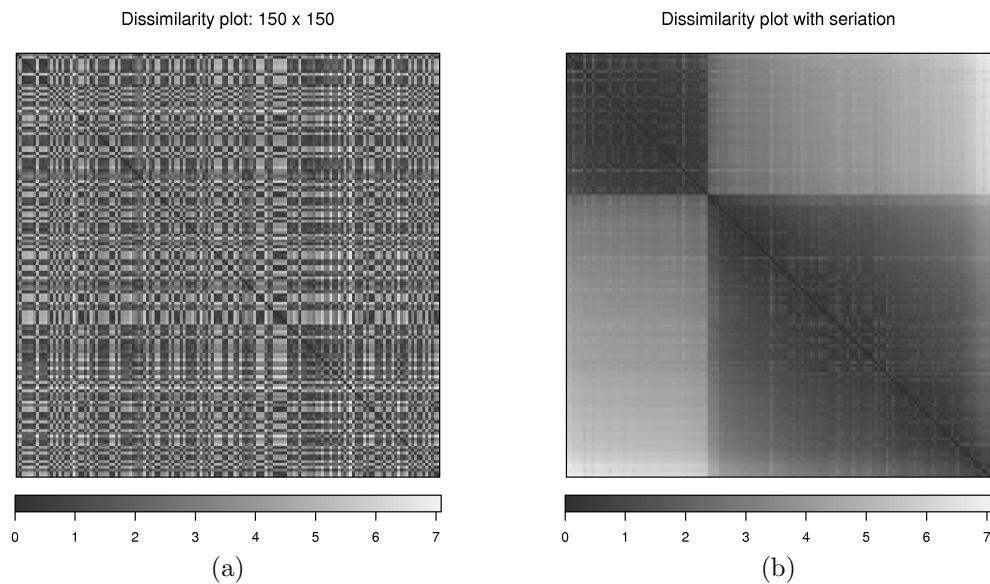 Dissimilarity plot: 150 x 150
Dissimilarity plot with seriation
0 1 2 3 4 5 6 7
0 1 2 3 4 5 6 7
(a)
(b)